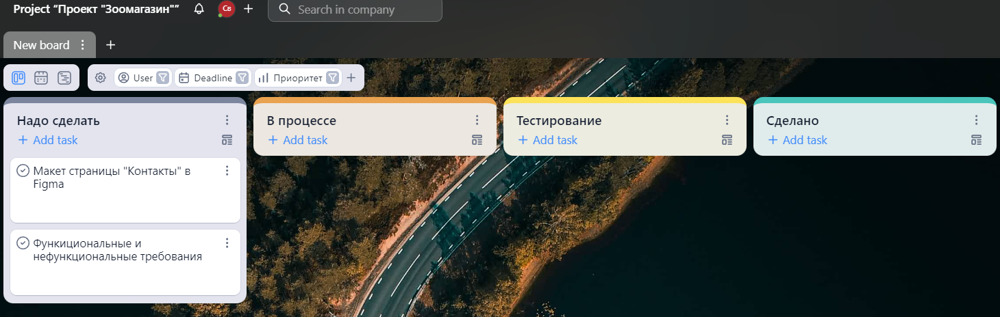 Project “Проект "Зоомагазин"”
Св
Search in company
New board
User
Deadline
Приоритет
Надо сделать
Add task
Макет страницы "Контакты" в
Figma
Функициональные и
нефункциональные требования
В процессе
Add task
Тестирование
Add task
Сделано
Add task